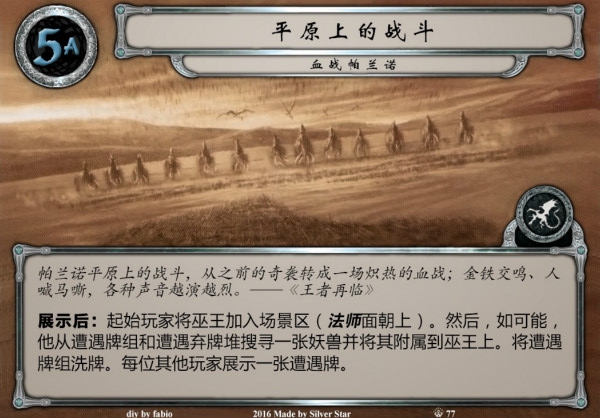 5A
平原上的战斗
血战帕兰诺
帕兰诺平原上的战斗，从之前的奇袭转成一场炽热的血战；金铁交鸣、人
喊马嘶，各种声音越演越烈。——《王者再临》
展示后：起始玩家将巫王加入场景区（法师面朝上）。然后，如可能，
他从遭遇牌组和遭遇弃牌堆搜寻一张妖兽并将其附属到巫王上。将遭遇
牌组洗牌。每位其他玩家展示一张遭遇牌。
diy by fabio
2016 Made by Silver Star
77